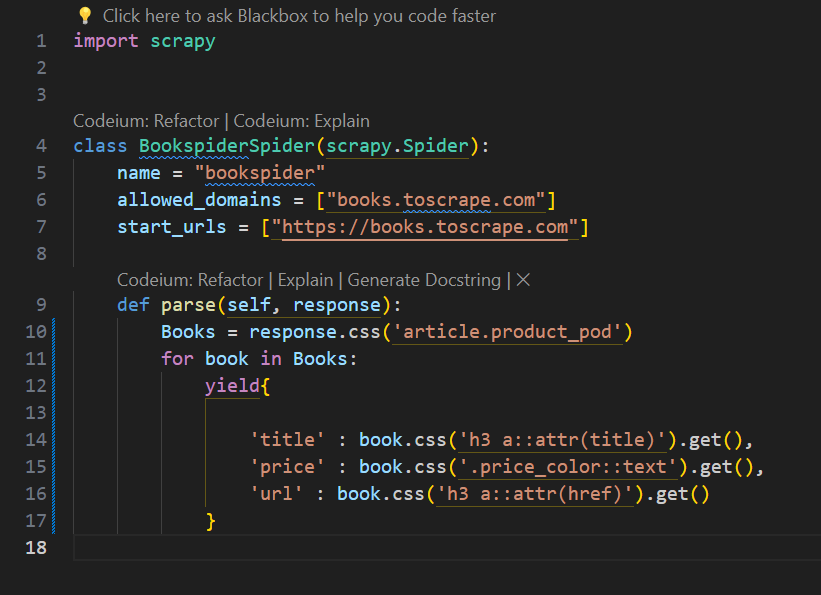 💡 Click here to ask Blackbox to help you code faster
1 import scrapy
2
3
Codeium: Refactor | Codeium: Explain
4 class BookspiderSpider(scrapy.Spider):
5 name = "bookspider"
6 allowed_domains = ["books.toscrape.com"]
7 start_urls = ["https://books.toscrape.com"]
8
Codeium: Refactor | Explain | Generate Docstring | ×
9 def parse(self, response):
10 Books = response.css('article.product_pod')
11 for book in Books:
12 yield{
13
14 'title' : book.css('h3 a::attr(title)').get(),
15 'price' : book.css('.price_color::text').get(),
16 'url' : book.css('h3 a::attr(href)').get()
17 }
18